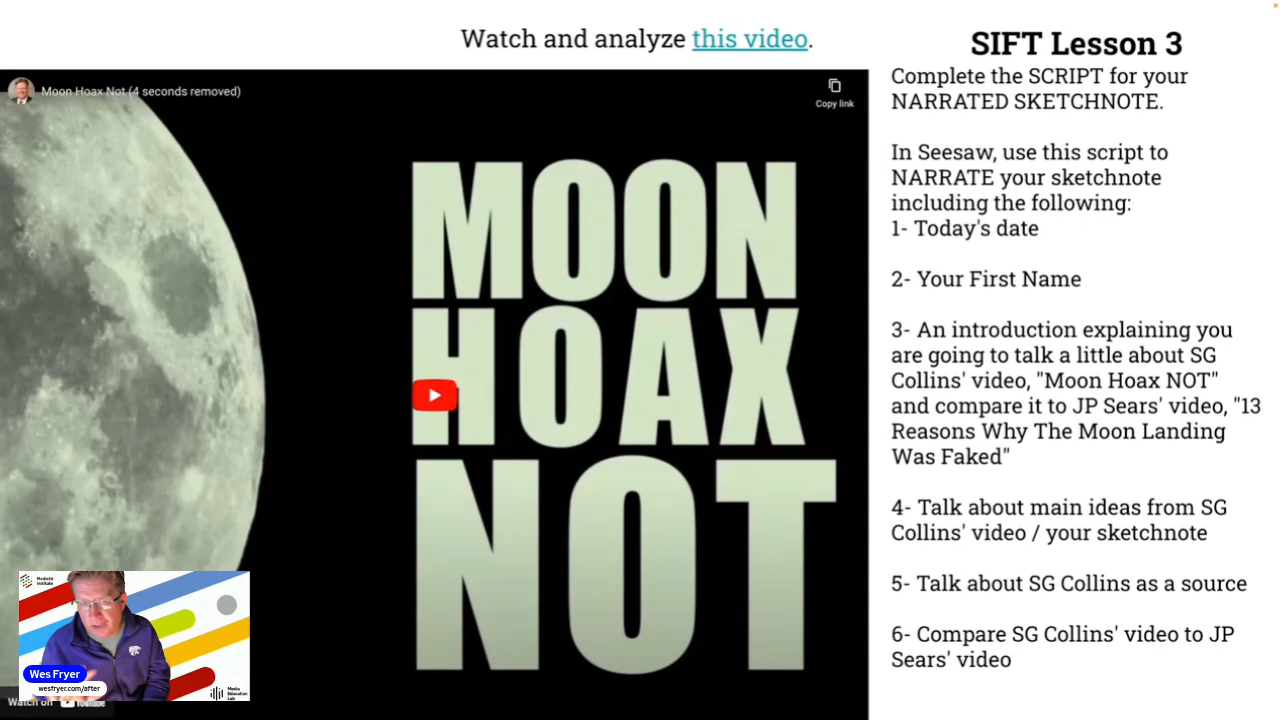 Watch and analyze this video.
Moon Hoax Not (4 seconds removed)
Copy link
MOON
HOAX
NOT
SIFT Lesson 3
Complete the SCRIPT for your
NARRATED SKETCHNOTE.
In Seesaw, use this script to
NARRATE your sketchnote
including the following:
1- Today's date
2- Your First Name
3- An introduction explaining you
are going to talk a little about SG
Collins' video, "Moon Hoax NOT"
and compare it to JP Sears' video, "13
Reasons Why The Moon Landing
Was Faked"
4- Talk about main ideas from SG
Collins' video / your sketchnote
5- Talk about SG Collins as a source
6- Compare SG Collins' video to JP
Sears' video
MediaEd
Institute
Wes Fryer
wesfryer.com/after
Media
Education
Lab
Watch on
YouTube